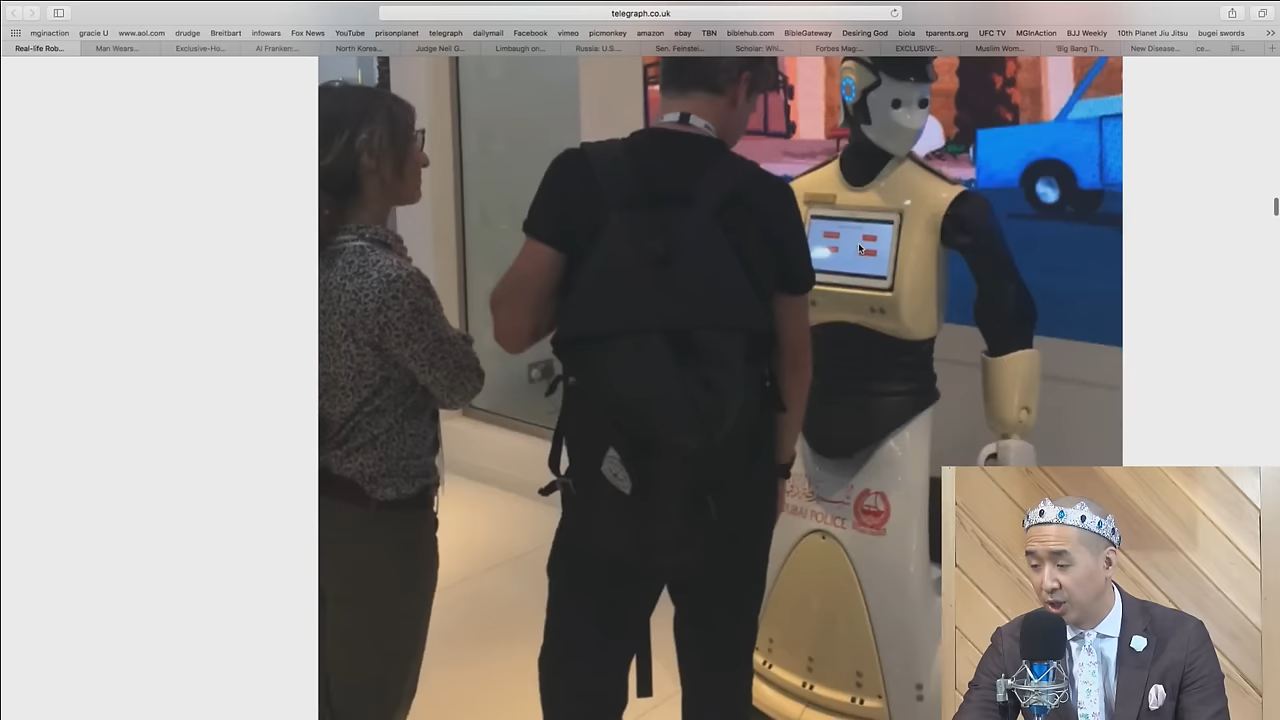 telegraph.co.uk
mginaction gracie U www.aol.com drudge Breitbart infowars Fox News YouTube prisonplanet telegraph dailymail Facebook vimeo picmonkey amazon ebay TBN biblehub.com BibleGateway Desiring God biola tparents.org UFC TV MGInAction BJJ Weekly 10th Planet Jiu Jitsu bugei swords
Real-life Rob... Man Wears... Exclusive-Ho... Al Franken:... North Korea... Judge Neil G... Limbaugh on... Russia: U.S.... Sen. Feinstei... Scholar: Whi... Forbes Mag:... EXCLUSIVE:... Muslim Wom... 'Big Bang Th... New Disease... ce...
DUBAI POLICE